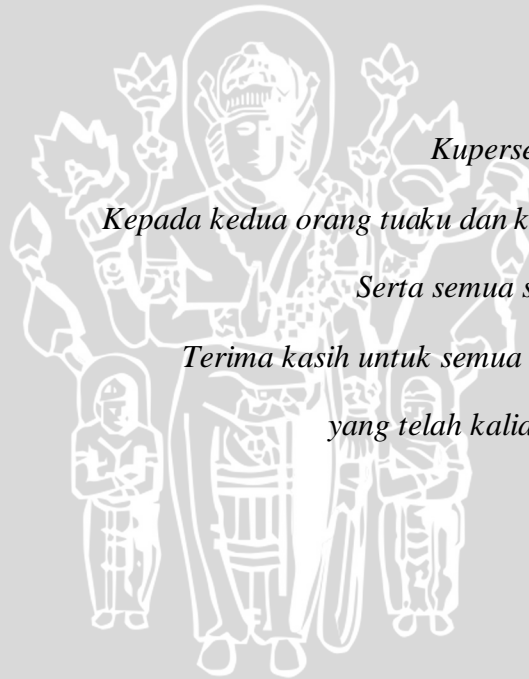 Kuperse
Kepada kedua orang tuaku dan k
Serta semua s
Terima kasih untuk semua
yang telah kalia